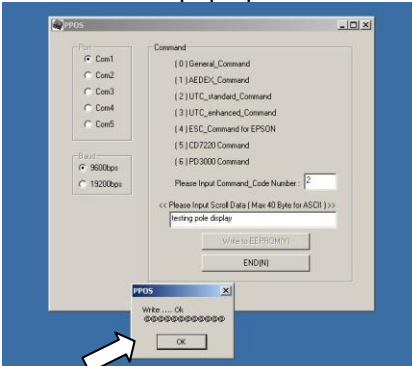 PPOS
Port
Com1
Com2
Com3
Com4
Com5
Baud
9600bps
19200bps
Command
( 0 ) General_Command
( 1 ) AEDEX_Command
( 2 ) UTC_standard_Command
( 3 ) UTC_enhanced_Command
( 4 ) ESC_Command for EPSON
( 5 ) CD7220 Command
( 6 ) PD3000 Command
Please Input Command_Code Number : 2
<< Please Input Scroll Data ( Max 40 Byte for ASCII ) >>
testing pole display
Write to EEPROM(Y)
END(N)
PPOS
Write .... Ok
OK